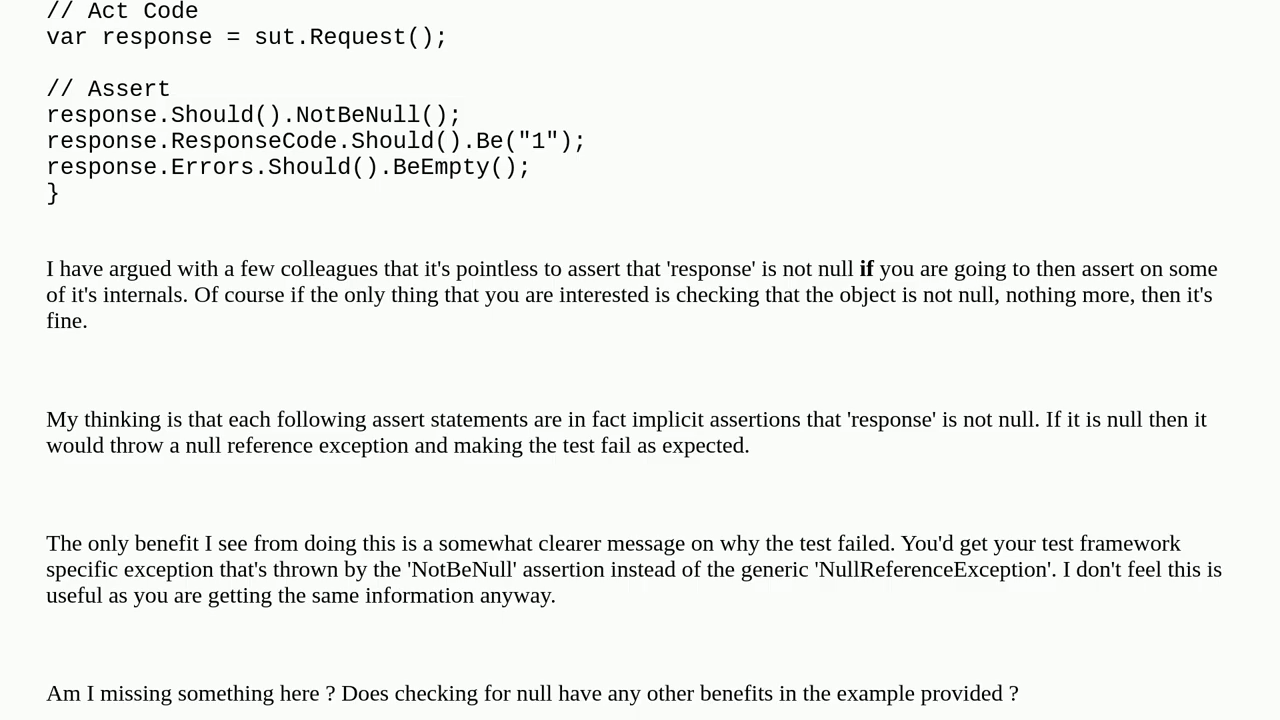 // Act Code
var response = sut.Request();
// Assert
response.Should().NotBeNull();
response.ResponseCode.Should().Be("1");
response.Errors.Should().BeEmpty();
}
I have argued with a few colleagues that it's pointless to assert that 'response' is not null if you are going to then assert on some
of it's internals. Of course if the only thing that you are interested is checking that the object is not null, nothing more, then it's
fine.
My thinking is that each following assert statements are in fact implicit assertions that 'response' is not null. If it is null then it
would throw a null reference exception and making the test fail as expected.
The only benefit I see from doing this is a somewhat clearer message on why the test failed. You'd get your test framework
specific exception that's thrown by the 'NotBeNull' assertion instead of the generic 'NullReferenceException'. I don't feel this is
useful as you are getting the same information anyway.
Am I missing something here ? Does checking for null have any other benefits in the example provided ?